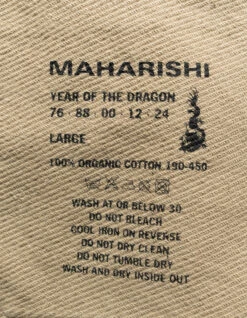 MAHARISHI
YEAR OF THE DRAGON
76·88·00·12·24
LARGE
100% ORGANIC COTTON 190-450
WASH AT OR BELOW 30
DO NOT BLEACH
COOL IRON ON REVERSE
DO NOT DRY CLEAN
DO NOT TUMBLE DRY
WASH AND DRY INSIDE OUT